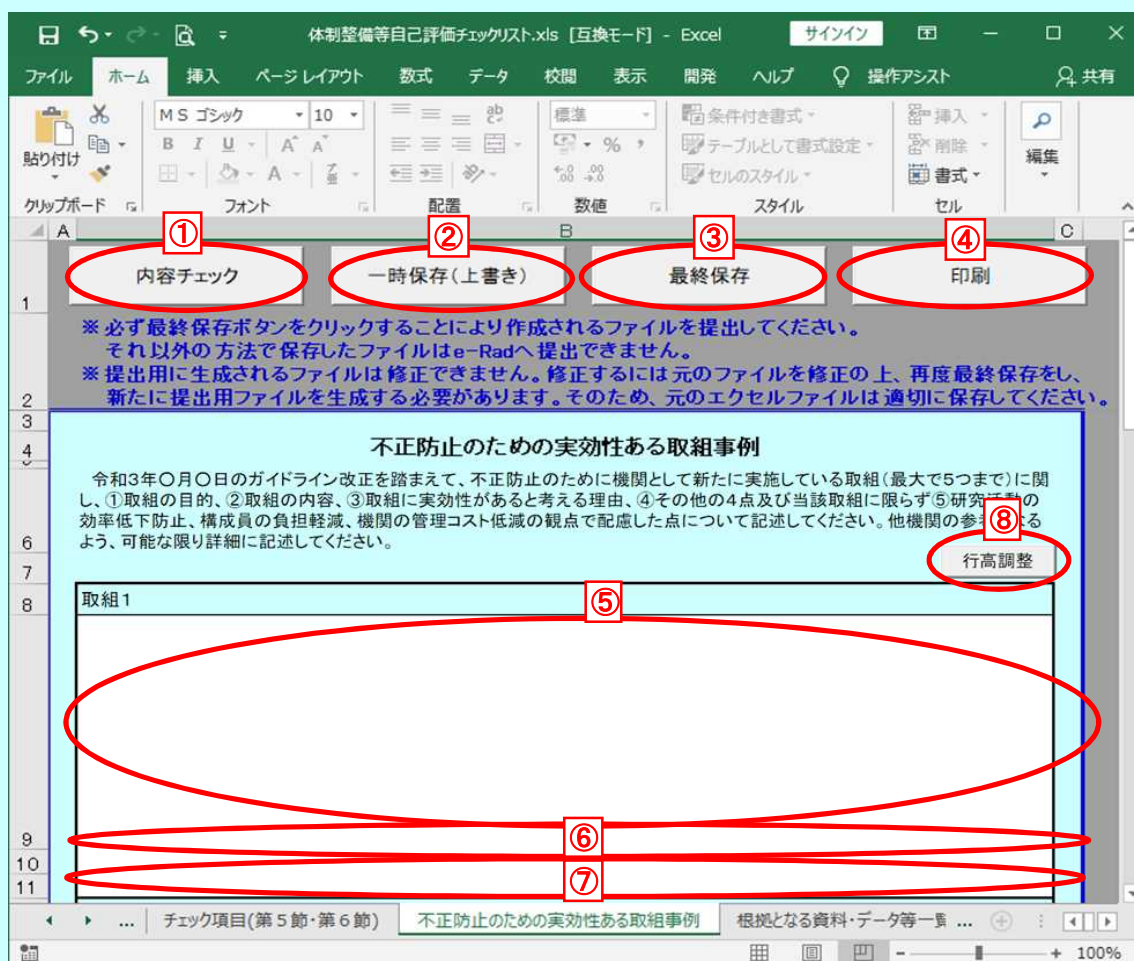 体制整備等自己評価チェックリスト.xls [互換モード] - Excel サインイン
ファイル ホーム 挿入 ページ レイアウト 数式 データ 校閲 表示 開発 ヘルプ 操作アシスト 共有
貼り付け
ＭＳ ゴシック 10
B I U A A
A
標準
% ,
条件付き書式
テーブルとして書式設定
セルのスタイル
挿入
削除
書式
編集
クリップボード フォント 配置 数値 スタイル セル
A B C
① ② ③ ④
内容チェック 一時保存(上書き) 最終保存 印刷
1
※必ず最終保存ボタンをクリックすることにより作成されるファイルを提出してください。
それ以外の方法で保存したファイルはe-Radへ提出できません。
※提出用に生成されるファイルは修正できません。修正するには元のファイルを修正の上、再度最終保存をし、
2 新たに提出用ファイルを生成する必要があります。そのため、元のエクセルファイルは適切に保存してください。
3
4 不正防止のための実効性ある取組事例
令和3年〇月〇日のガイドライン改正を踏まえて、不正防止のために機関として新たに実施している取組(最大で5つまで)に関
し、①取組の目的、②取組の内容、③取組に実効性があると考える理由、④その他の4点及び当該取組に限らず⑤研究活動の
効率低下防止、構成員の負担軽減、機関の管理コスト低減の観点で配慮した点について記述してください。他機関の参考なる
6 よう、可能な限り詳細に記述してください。
⑧
7 行高調整
8 取組1
⑤
9 ⑥
10
11 ⑦
... チェック項目(第５節・第６節) 不正防止のための実効性ある取組事例 根拠となる資料・データ等一覧 ...
100%